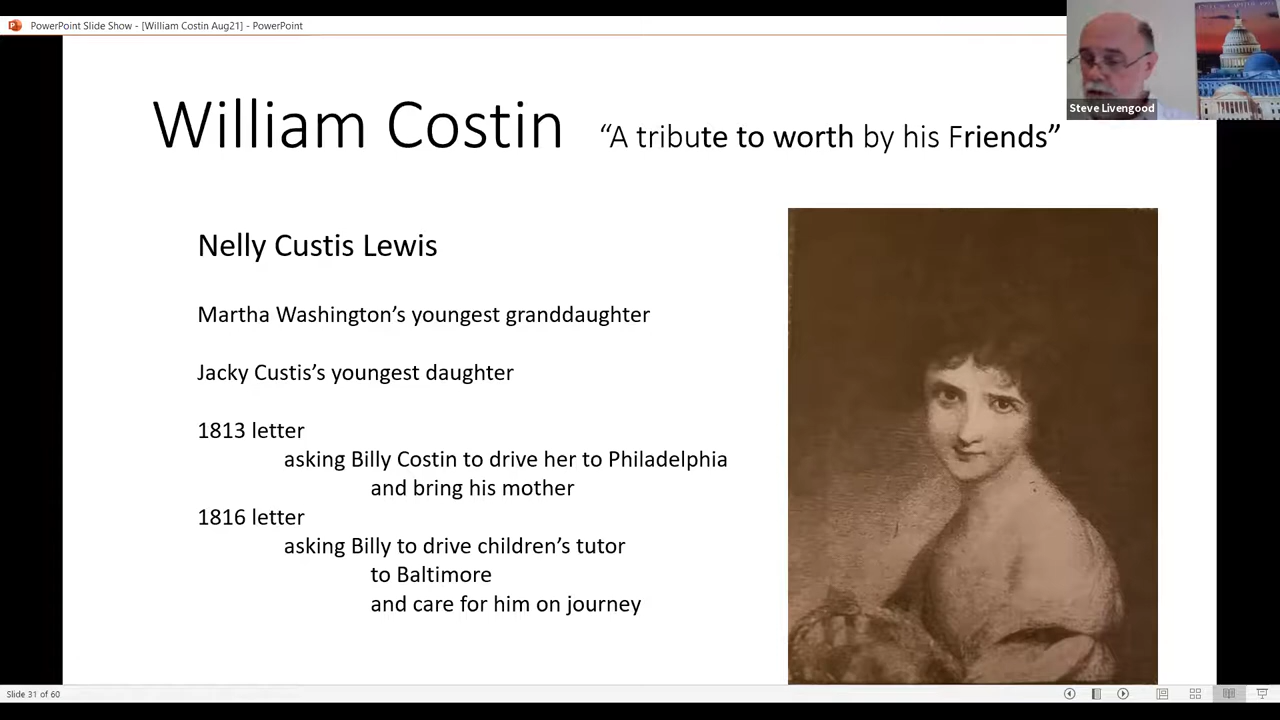 PowerPoint Slide Show - [William Costin Aug21] - PowerPoint
Steve Livengood
William Costin “A tribute to worth by his Friends”
Nelly Custis Lewis
Martha Washington’s youngest granddaughter
Jacky Custis’s youngest daughter
1813 letter
asking Billy Costin to drive her to Philadelphia
and bring his mother
1816 letter
asking Billy to drive children’s tutor
to Baltimore
and care for him on journey
Slide 31 of 60